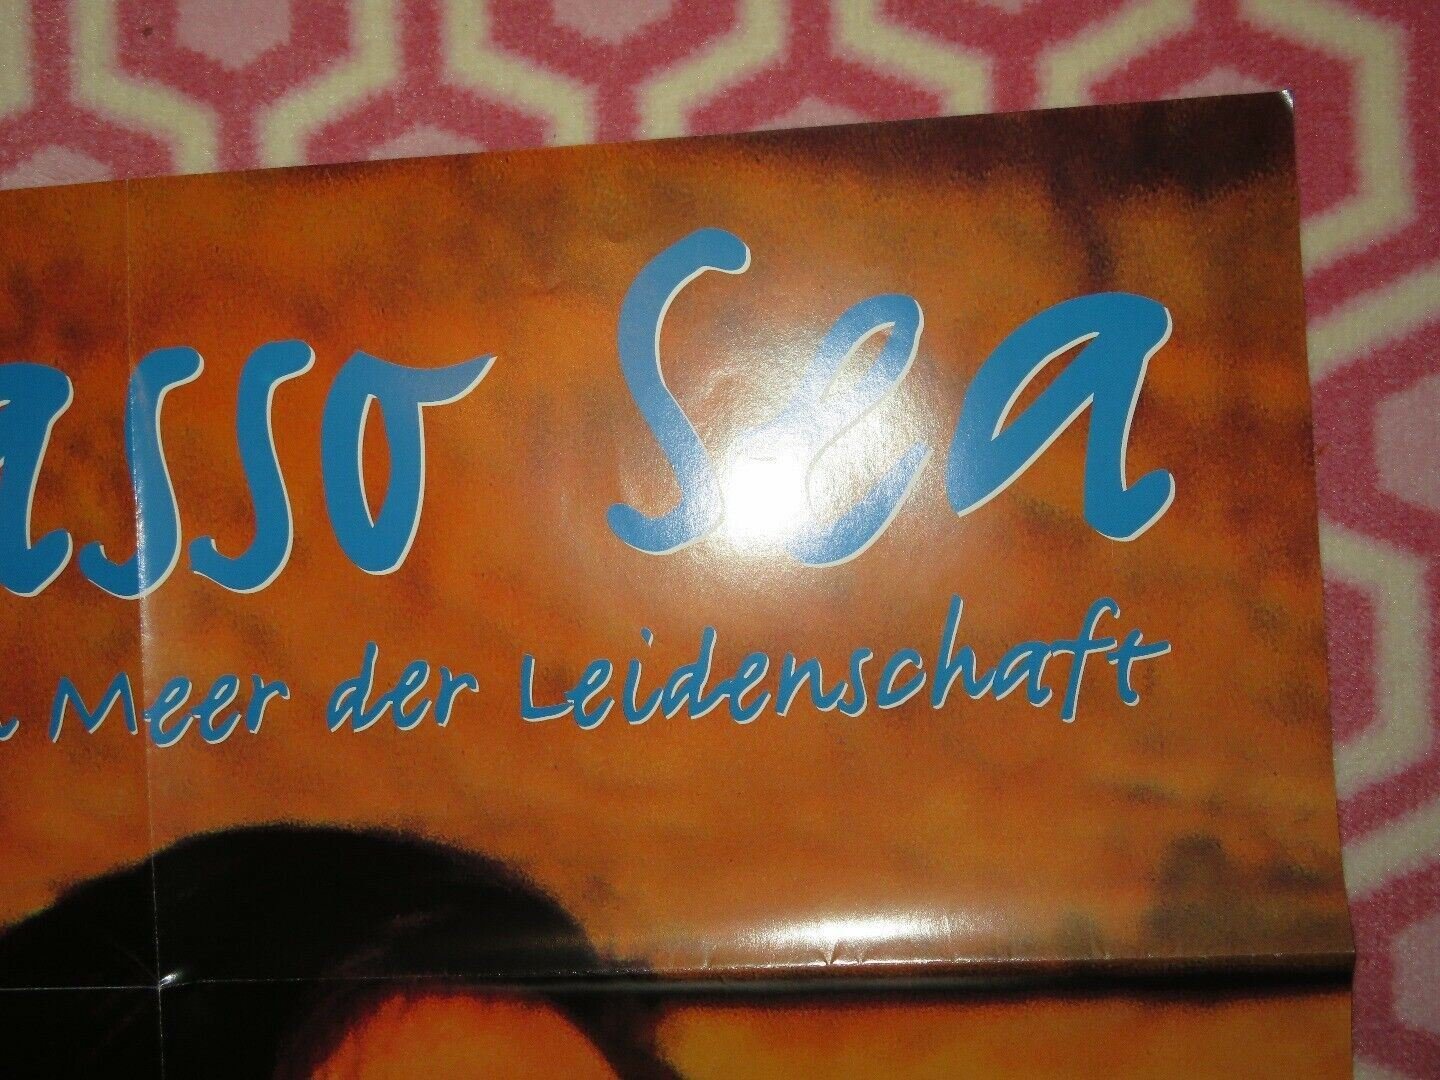 asso Sea
Meer der Leidenschaft